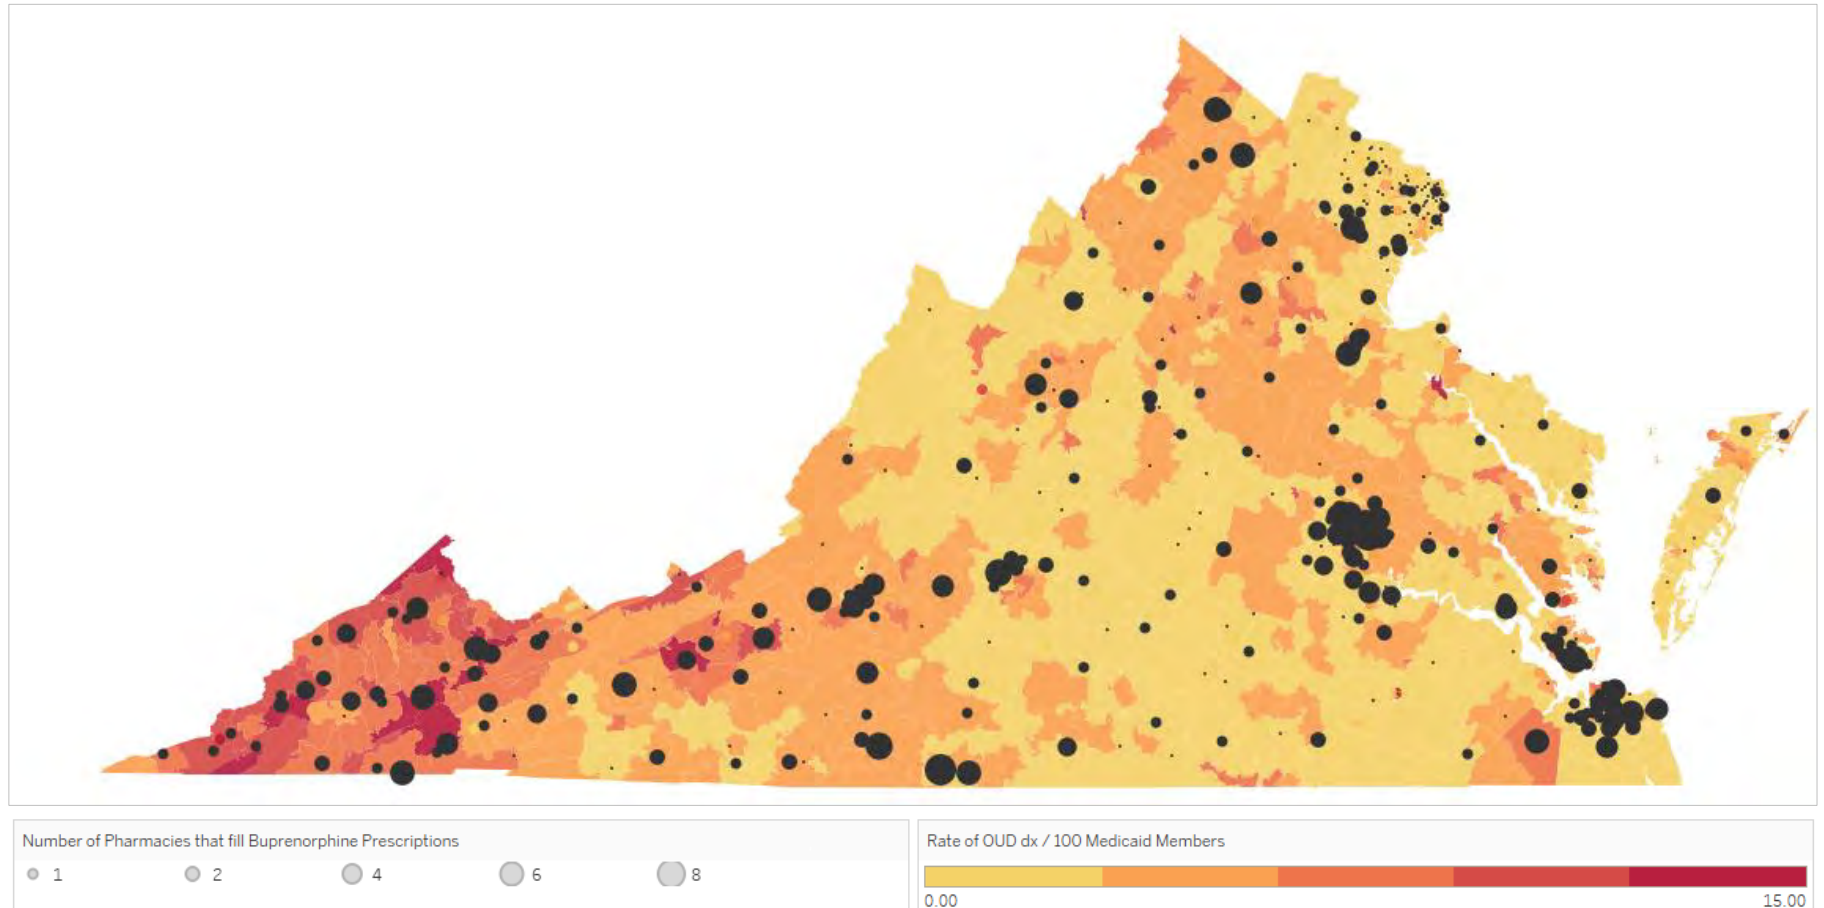 Number of Pharmacies that fill Buprenorphine Prescriptions
1 2 4 6 8
Rate of OUD dx / 100 Medicaid Members
0.00 15.00